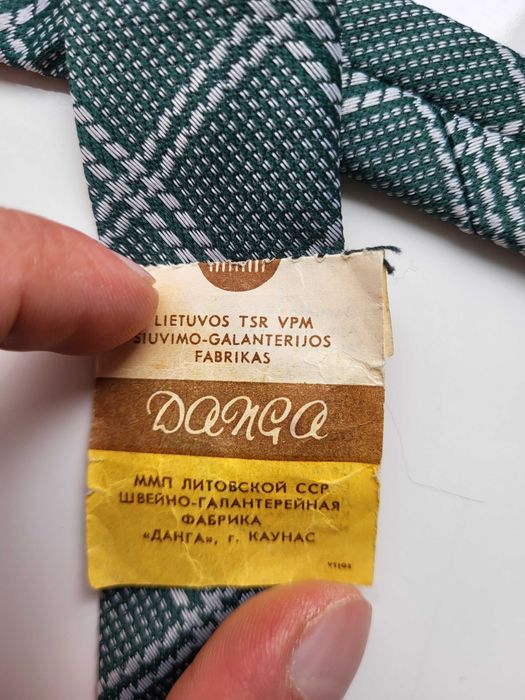 LIETUVOS TSR VPM
SIUVIMO-GALANTERIJOS
FABRIKAS
DANGA
ММП ЛИТОВСКОЙ ССР
ШВЕЙНО-ГАЛАНТЕРЕЙНАЯ
ФАБРИКА
«ДАНГА», г. КАУНАС